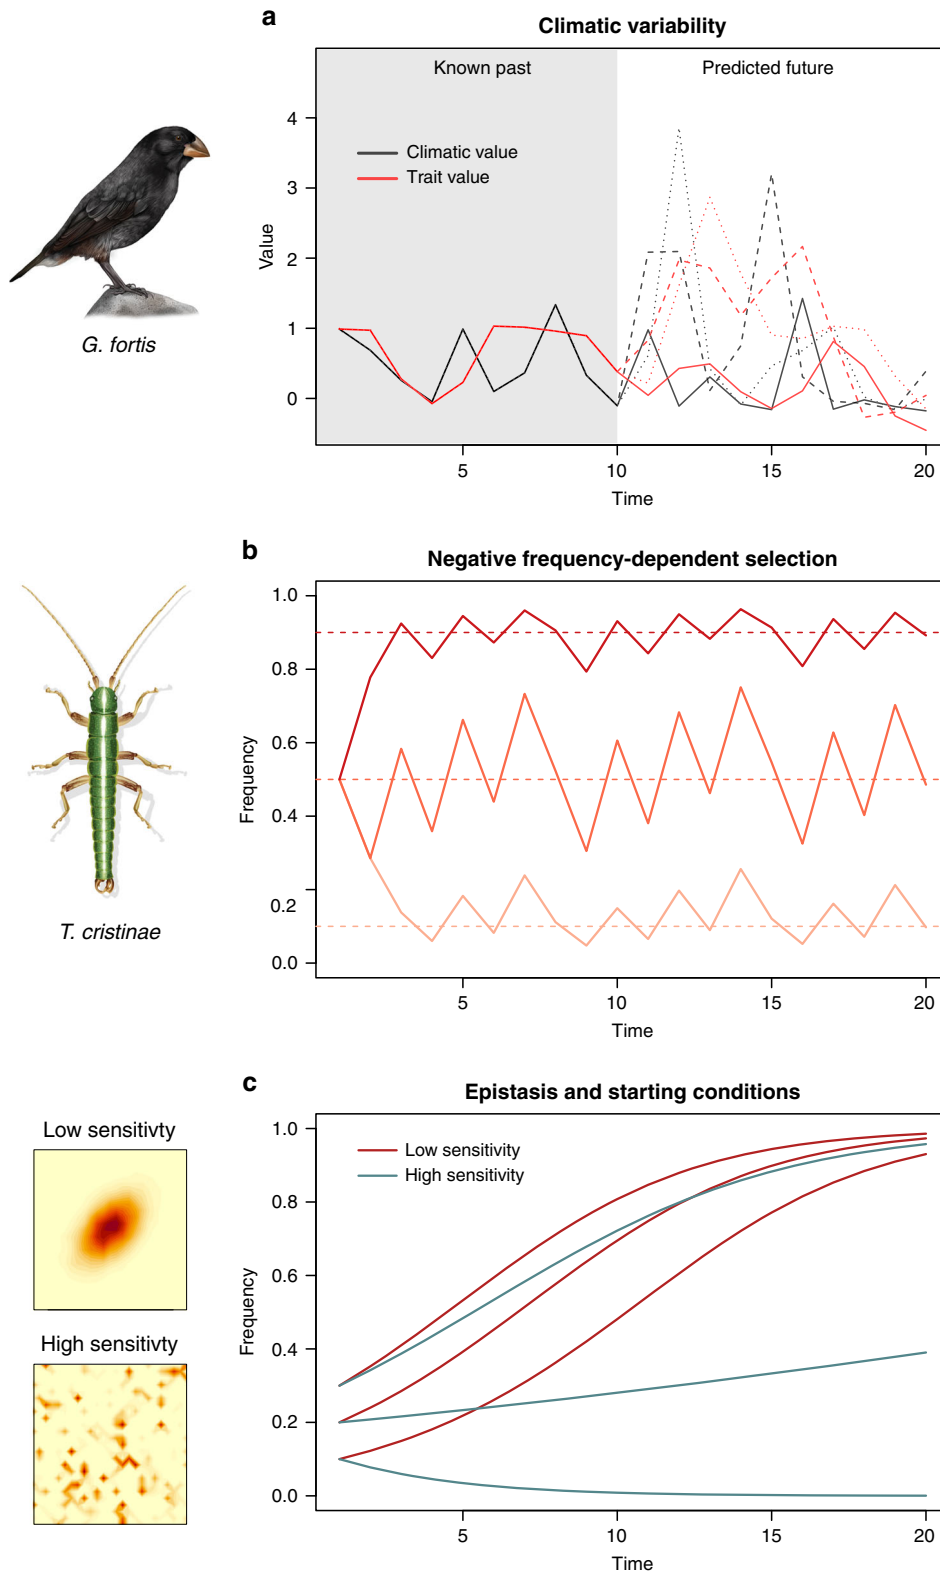 a
Climatic variability
Known past
Predicted future
Climatic value
Trait value
Value
4
3
2
1
0
5
10
15
20
Time
G. fortis
b
Negative frequency-dependent selection
Frequency
1.0
0.8
0.6
0.4
0.2
0.0
5
10
15
20
Time
T. cristinae
c
Epistasis and starting conditions
Low sensitivty
High sensitivty
Low sensitivity
High sensitivity
Frequency
1.0
0.8
0.6
0.4
0.2
0.0
5
10
15
20
Time